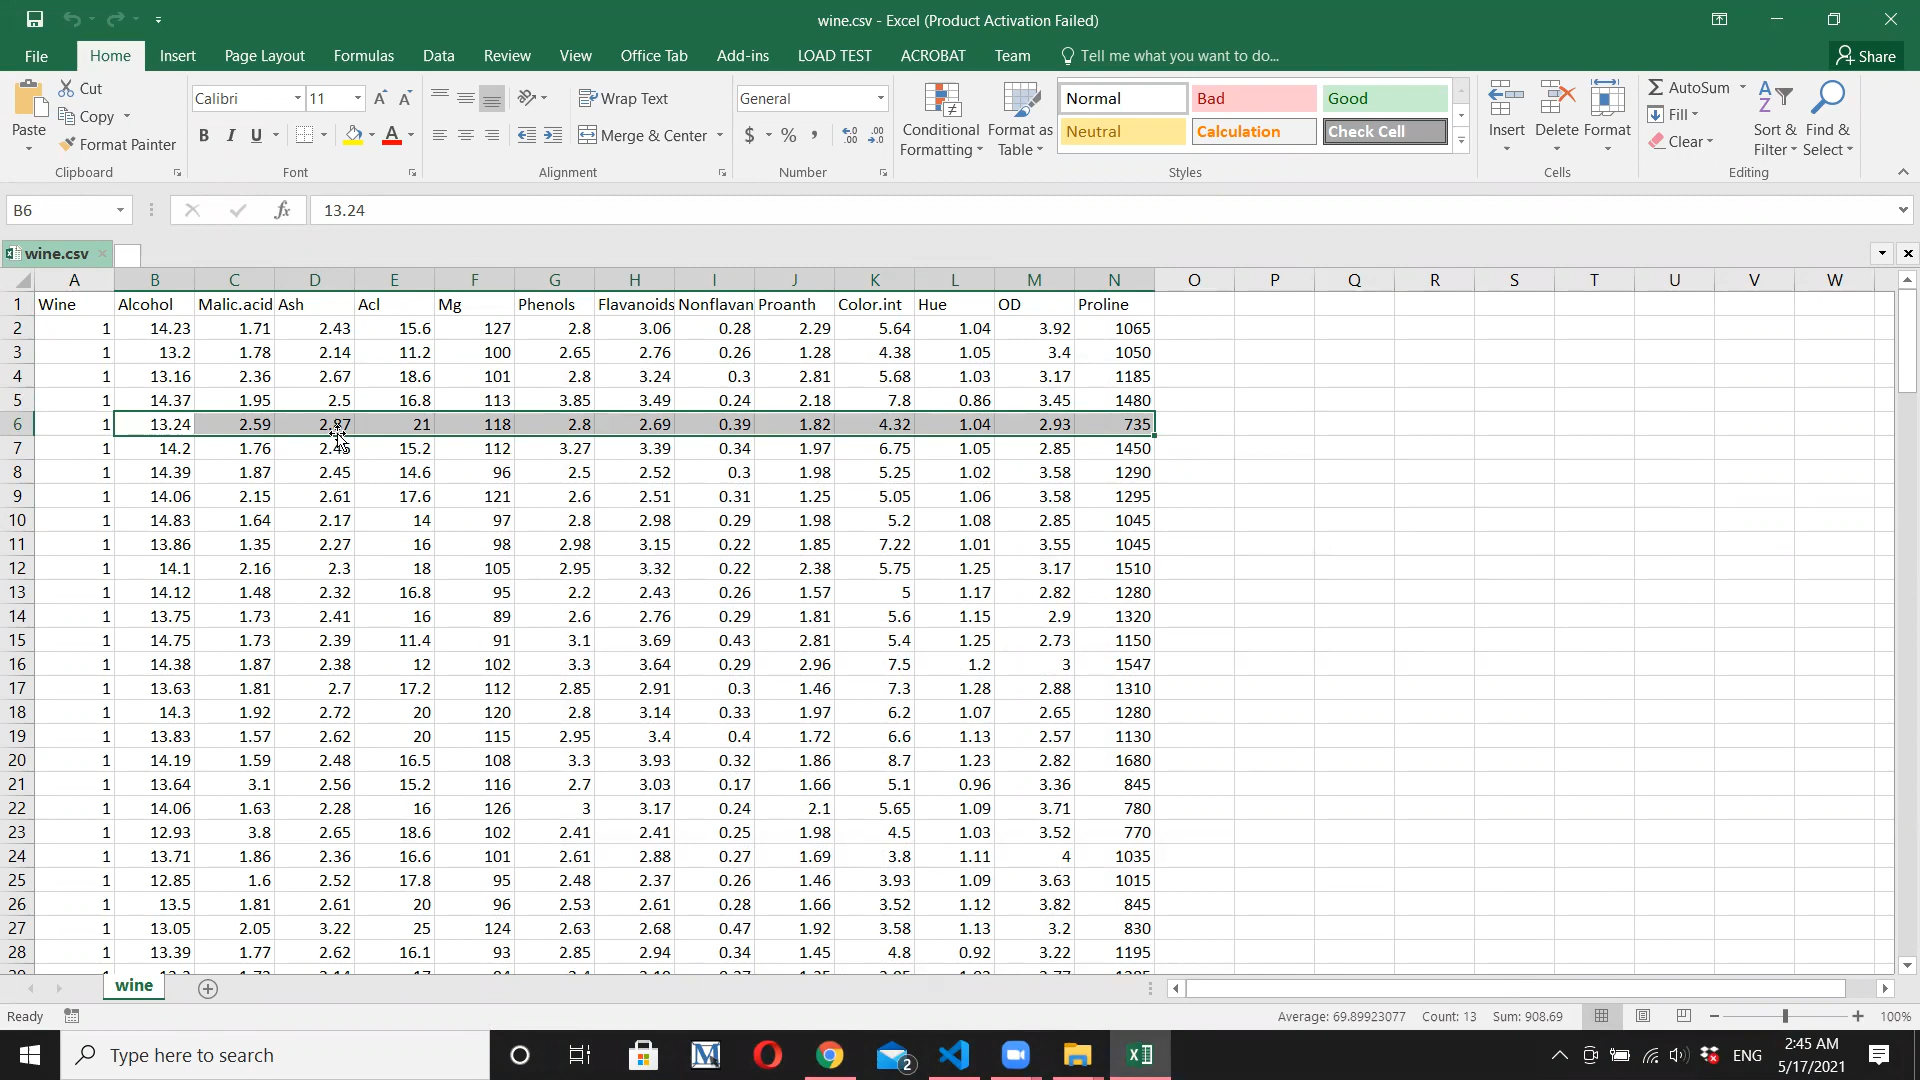 wine.csv - Excel (Product Activation Failed)
File Home Insert Page Layout Formulas Data Review View Office Tab Add-ins LOAD TEST ACROBAT Team Tell me what you want to do... Share
Paste Cut Copy Format Painter Clipboard
Calibri 11 B I U A Font
Wrap Text Merge & Center Alignment
General $ % , Number
Conditional Formatting Format as Table
Normal Bad Good
Neutral Calculation Check Cell
Styles
Insert Delete Format Cells
AutoSum Fill Clear Sort & Filter Find & Select Editing
B6 fx 13.24
wine.csv
A B C D E F G H I J K L M N O P Q R S T U V W
1 Wine Alcohol Malic.acid Ash Acl Mg Phenols Flavanoids Nonflavan Proanth Color.int Hue OD Proline
2 1 14.23 1.71 2.43 15.6 127 2.8 3.06 0.28 2.29 5.64 1.04 3.92 1065
3 1 13.2 1.78 2.14 11.2 100 2.65 2.76 0.26 1.28 4.38 1.05 3.4 1050
4 1 13.16 2.36 2.67 18.6 101 2.8 3.24 0.3 2.81 5.68 1.03 3.17 1185
5 1 14.37 1.95 2.5 16.8 113 3.85 3.49 0.24 2.18 7.8 0.86 3.45 1480
6 1 13.24 2.59 2.87 21 118 2.8 2.69 0.39 1.82 4.32 1.04 2.93 735
7 1 14.2 1.76 15.2 112 3.27 3.39 0.34 1.97 6.75 1.05 2.85 1450
8 1 14.39 1.87 2.45 14.6 96 2.5 2.52 0.3 1.98 5.25 1.02 3.58 1290
9 1 14.06 2.15 2.61 17.6 121 2.6 2.51 0.31 1.25 5.05 1.06 3.58 1295
10 1 14.83 1.64 2.17 14 97 2.8 2.98 0.29 1.98 5.2 1.08 2.85 1045
11 1 13.86 1.35 2.27 16 98 2.98 3.15 0.22 1.85 7.22 1.01 3.55 1045
12 1 14.1 2.16 2.3 18 105 2.95 3.32 0.22 2.38 5.75 1.25 3.17 1510
13 1 14.12 1.48 2.32 16.8 95 2.2 2.43 0.26 1.57 5 1.17 2.82 1280
14 1 13.75 1.73 2.41 16 89 2.6 2.76 0.29 1.81 5.6 1.15 2.9 1320
15 1 14.75 1.73 2.39 11.4 91 3.1 3.69 0.43 2.81 5.4 1.25 2.73 1150
16 1 14.38 1.87 2.38 12 102 3.3 3.64 0.29 2.96 7.5 1.2 3 1547
17 1 13.63 1.81 2.7 17.2 112 2.85 2.91 0.3 1.46 7.3 1.28 2.88 1310
18 1 14.3 1.92 2.72 20 120 2.8 3.14 0.33 1.97 6.2 1.07 2.65 1280
19 1 13.83 1.57 2.62 20 115 2.95 3.4 0.4 1.72 6.6 1.13 2.57 1130
20 1 14.19 1.59 2.48 16.5 108 3.3 3.93 0.32 1.86 8.7 1.23 2.82 1680
21 1 13.64 3.1 2.56 15.2 116 2.7 3.03 0.17 1.66 5.1 0.96 3.36 845
22 1 14.06 1.63 2.28 16 126 3 3.17 0.24 2.1 5.65 1.09 3.71 780
23 1 12.93 3.8 2.65 18.6 102 2.41 2.41 0.25 1.98 4.5 1.03 3.52 770
24 1 13.71 1.86 2.36 16.6 101 2.61 2.88 0.27 1.69 3.8 1.11 4 1035
25 1 12.85 1.6 2.52 17.8 95 2.48 2.37 0.26 1.46 3.93 1.09 3.63 1015
26 1 13.5 1.81 2.61 20 96 2.53 2.61 0.28 1.66 3.52 1.12 3.82 845
27 1 13.05 2.05 3.22 25 124 2.63 2.68 0.47 1.92 3.58 1.13 3.2 830
28 1 13.39 1.77 2.62 16.1 93 2.85 2.94 0.34 1.45 4.8 0.92 3.22 1195
wine
Ready Average: 69.89923077 Count: 13 Sum: 908.69 100%
Type here to search 2 ENG 2:45 AM
5/17/2021